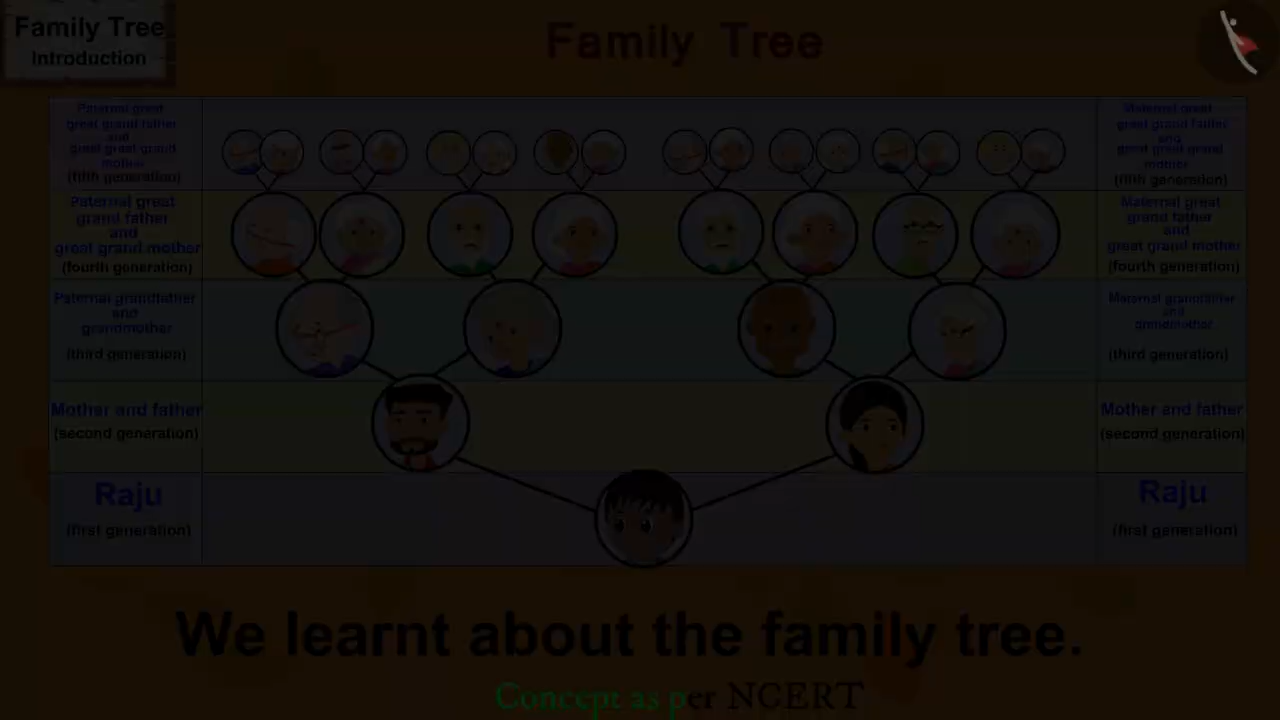 Family Tree
Introduction
Family Tree
Paternal great
great grand father
and
great great grand
mother
(fifth generation)
Maternal great
great grand father
and
great great grand
mother
(fifth generation)
Paternal great
grand father
and
great grand mother
(fourth generation)
Maternal great
grand father
and
great grand mother
(fourth generation)
Paternal grandfather
and
grandmother
(third generation)
Maternal grandfather
and
grandmother
(third generation)
Mother and father
(second generation)
Mother and father
(second generation)
Raju
(first generation)
Raju
(first generation)
We learnt about the family tree.
Concept as per NCERT